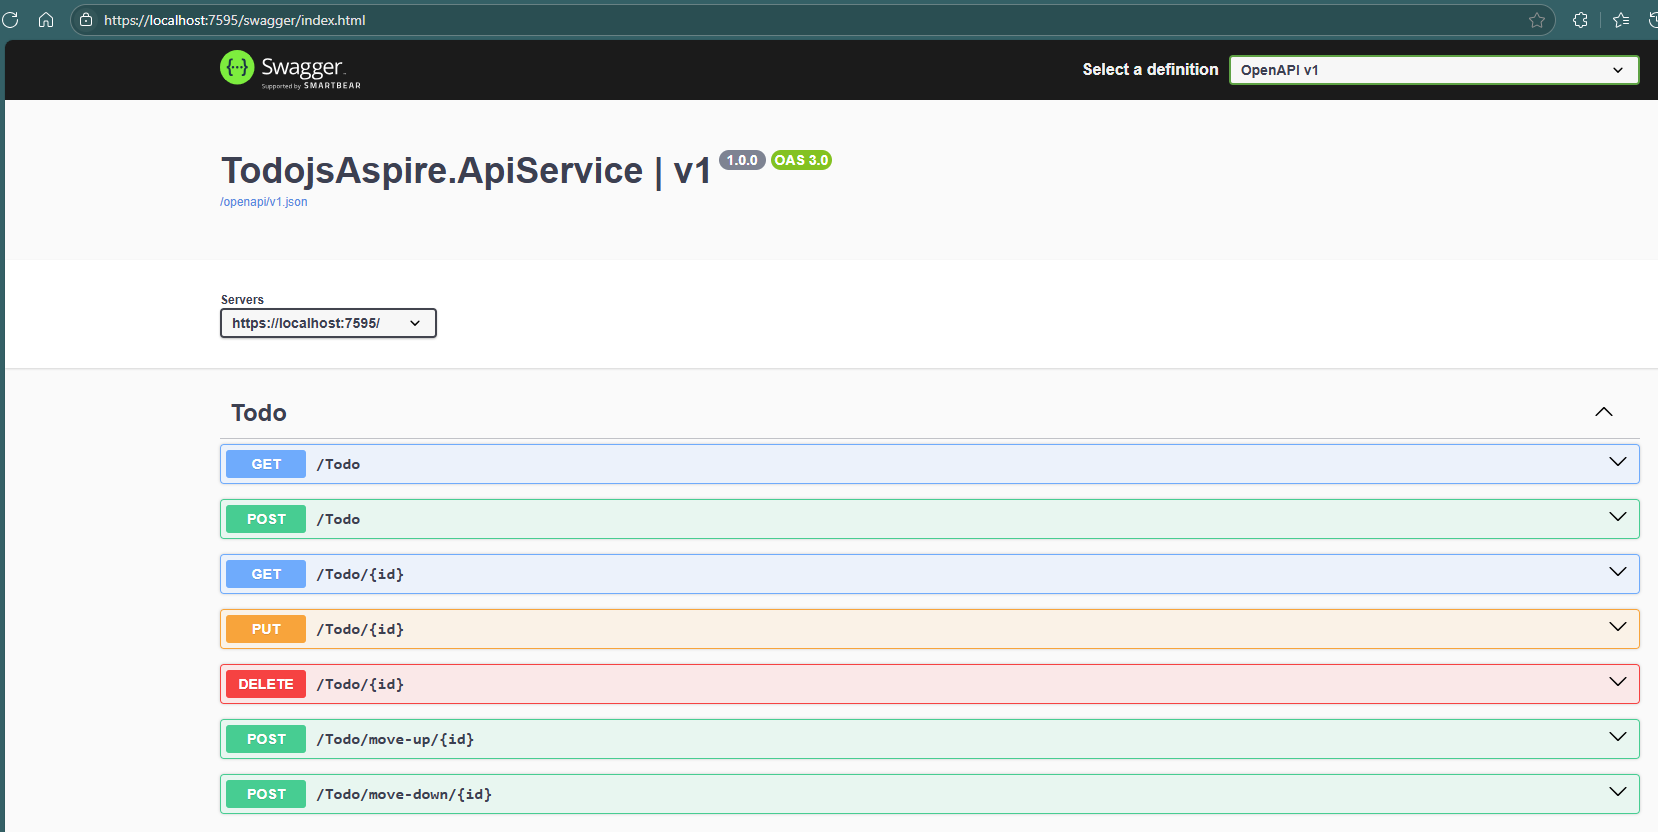 https://localhost:7595/swagger/index.html
Swagger
Supported by SMARTBEAR
Select a definition
OpenAPI v1
TodojsAspire.ApiService | v1 1.0.0 OAS 3.0
/openapi/v1.json
Servers
https://localhost:7595/
Todo
GET /Todo
POST /Todo
GET /Todo/{id}
PUT /Todo/{id}
DELETE /Todo/{id}
POST /Todo/move-up/{id}
POST /Todo/move-down/{id}